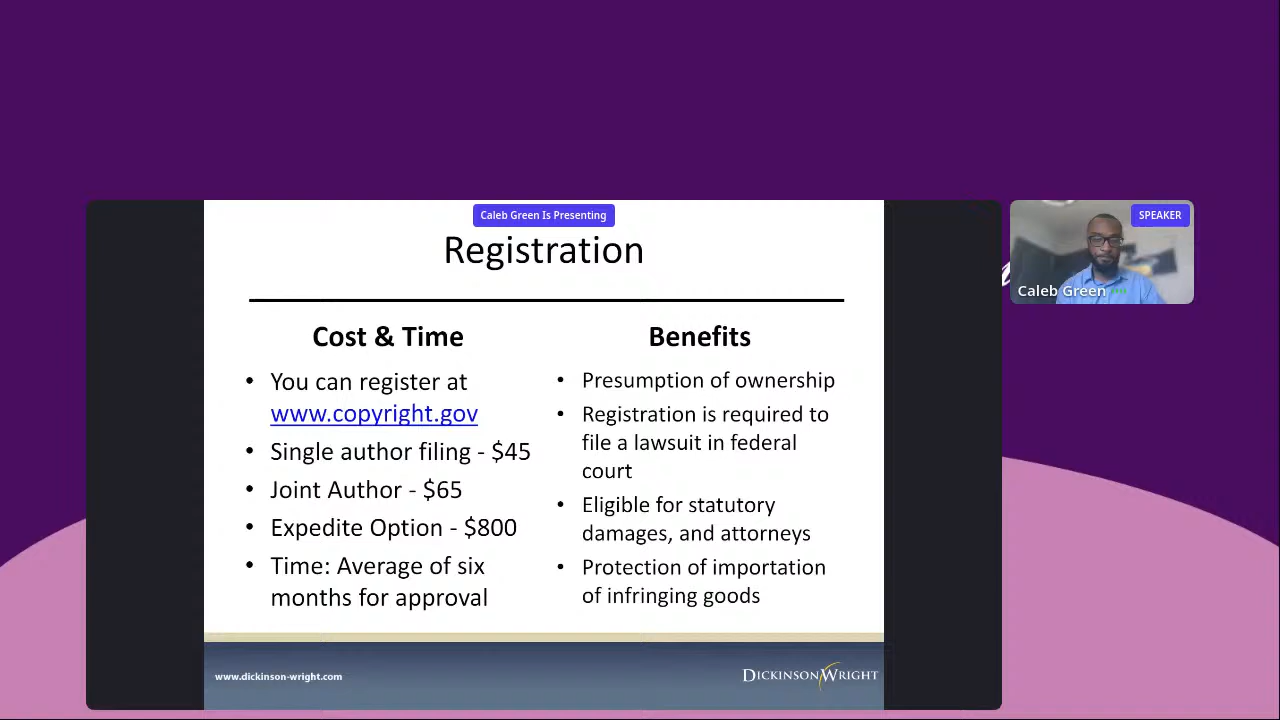 Caleb Green Is Presenting
SPEAKER
Caleb Green
Registration
Cost & Time
• You can register at
www.copyright.gov
• Single author filing - $45
• Joint Author - $65
• Expedite Option - $800
• Time: Average of six
months for approval
Benefits
• Presumption of ownership
• Registration is required to
file a lawsuit in federal
court
• Eligible for statutory
damages, and attorneys
• Protection of importation
of infringing goods
www.dickinson-wright.com
DICKINSON WRIGHT